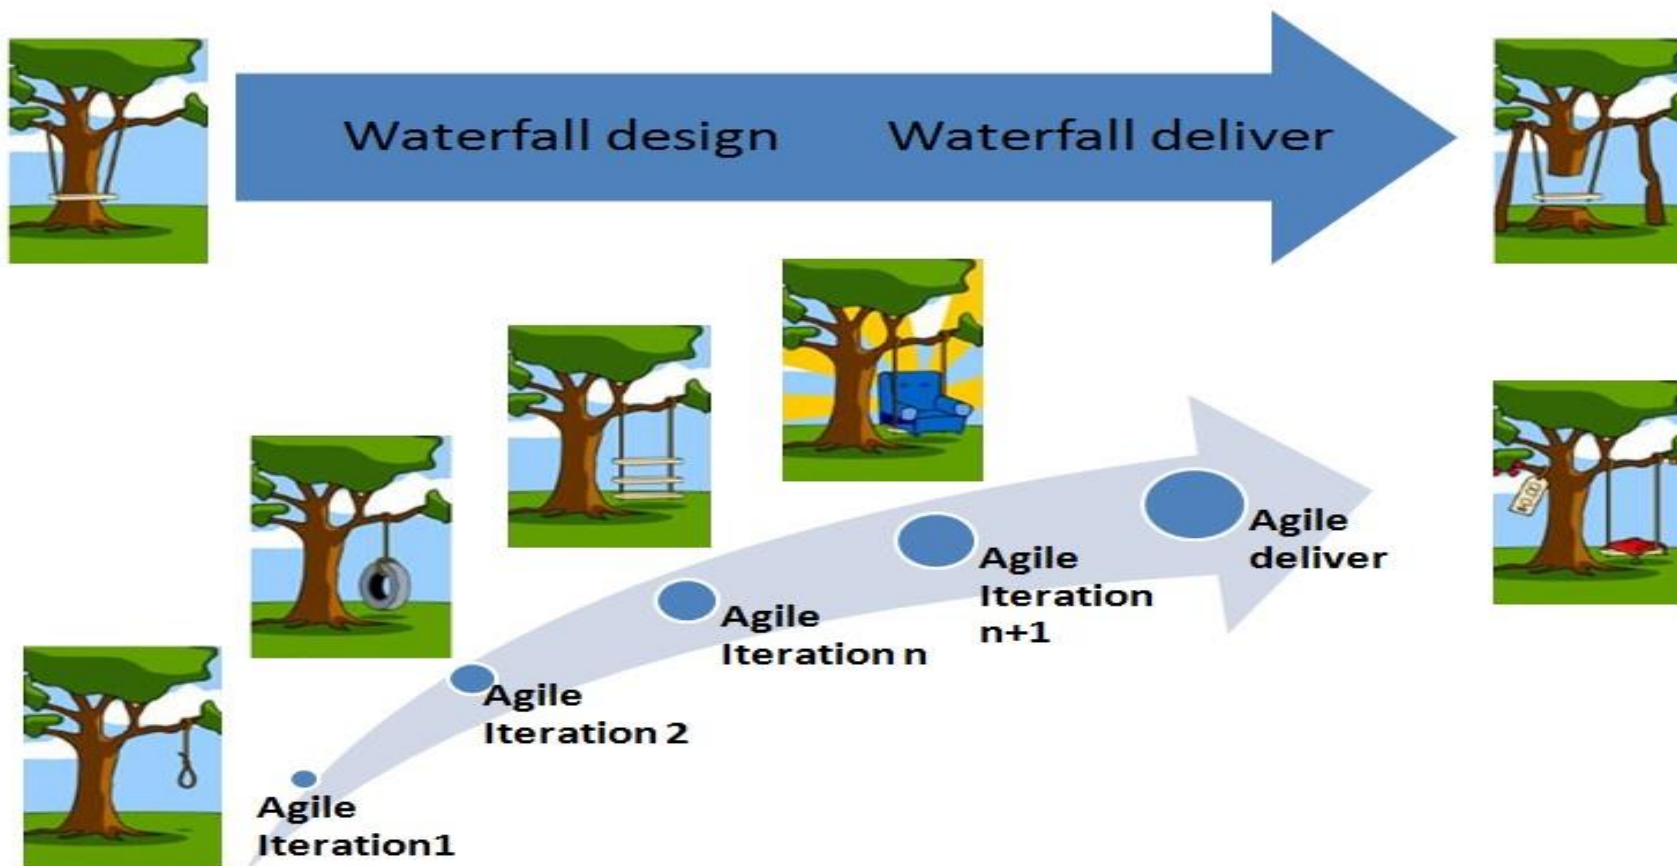 Waterfall design Waterfall deliver
Agile
deliver
Agile
Iteration
n+1
Agile
Iteration n
Agile
Iteration 2
Agile
Iteration1